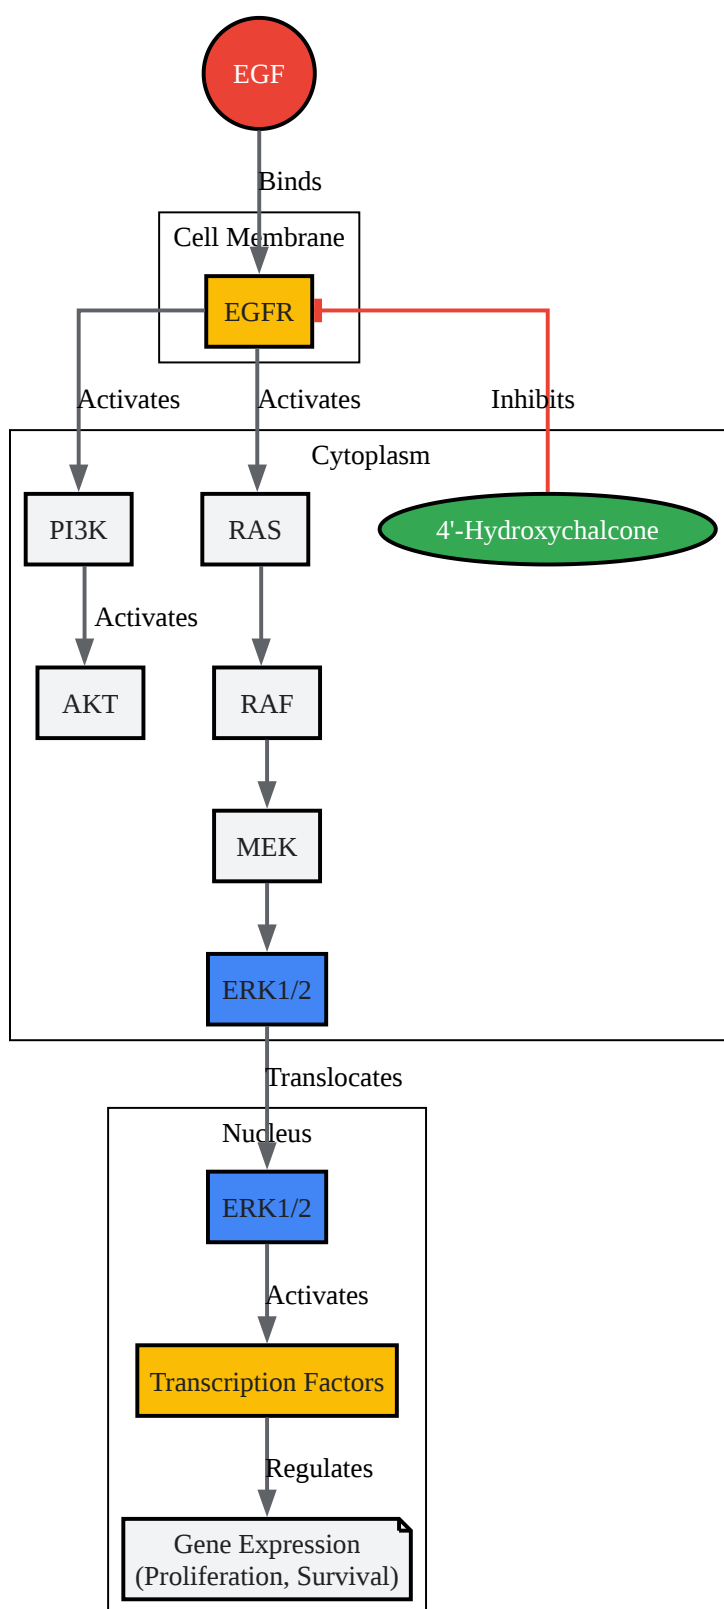 EGF
Binds
Cell Membrane
EGFR
Activates
Activates
Inhibits
Cytoplasm
PI3K
RAS
4'-Hydroxychalcone
Activates
AKT
RAF
MEK
ERK1/2
Translocates
Nucleus
ERK1/2
Activates
Transcription Factors
Regulates
Gene Expression
(Proliferation, Survival)